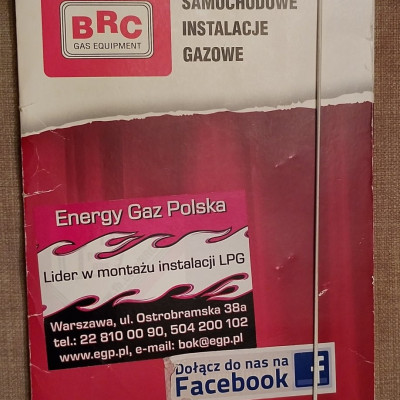 BRC
GAS EQUIPMENT
SAMOCHODOWE
INSTALACJE
GAZOWE
Energy Gaz Polska
Lider w montażu instalacji LPG
Warszawa, ul. Ostrobramska 38a
tel.: 22 810 00 90, 504 200 102
www.egp.pl, e-mail: bok@egp.pl
Dołącz do nas na
Facebook f